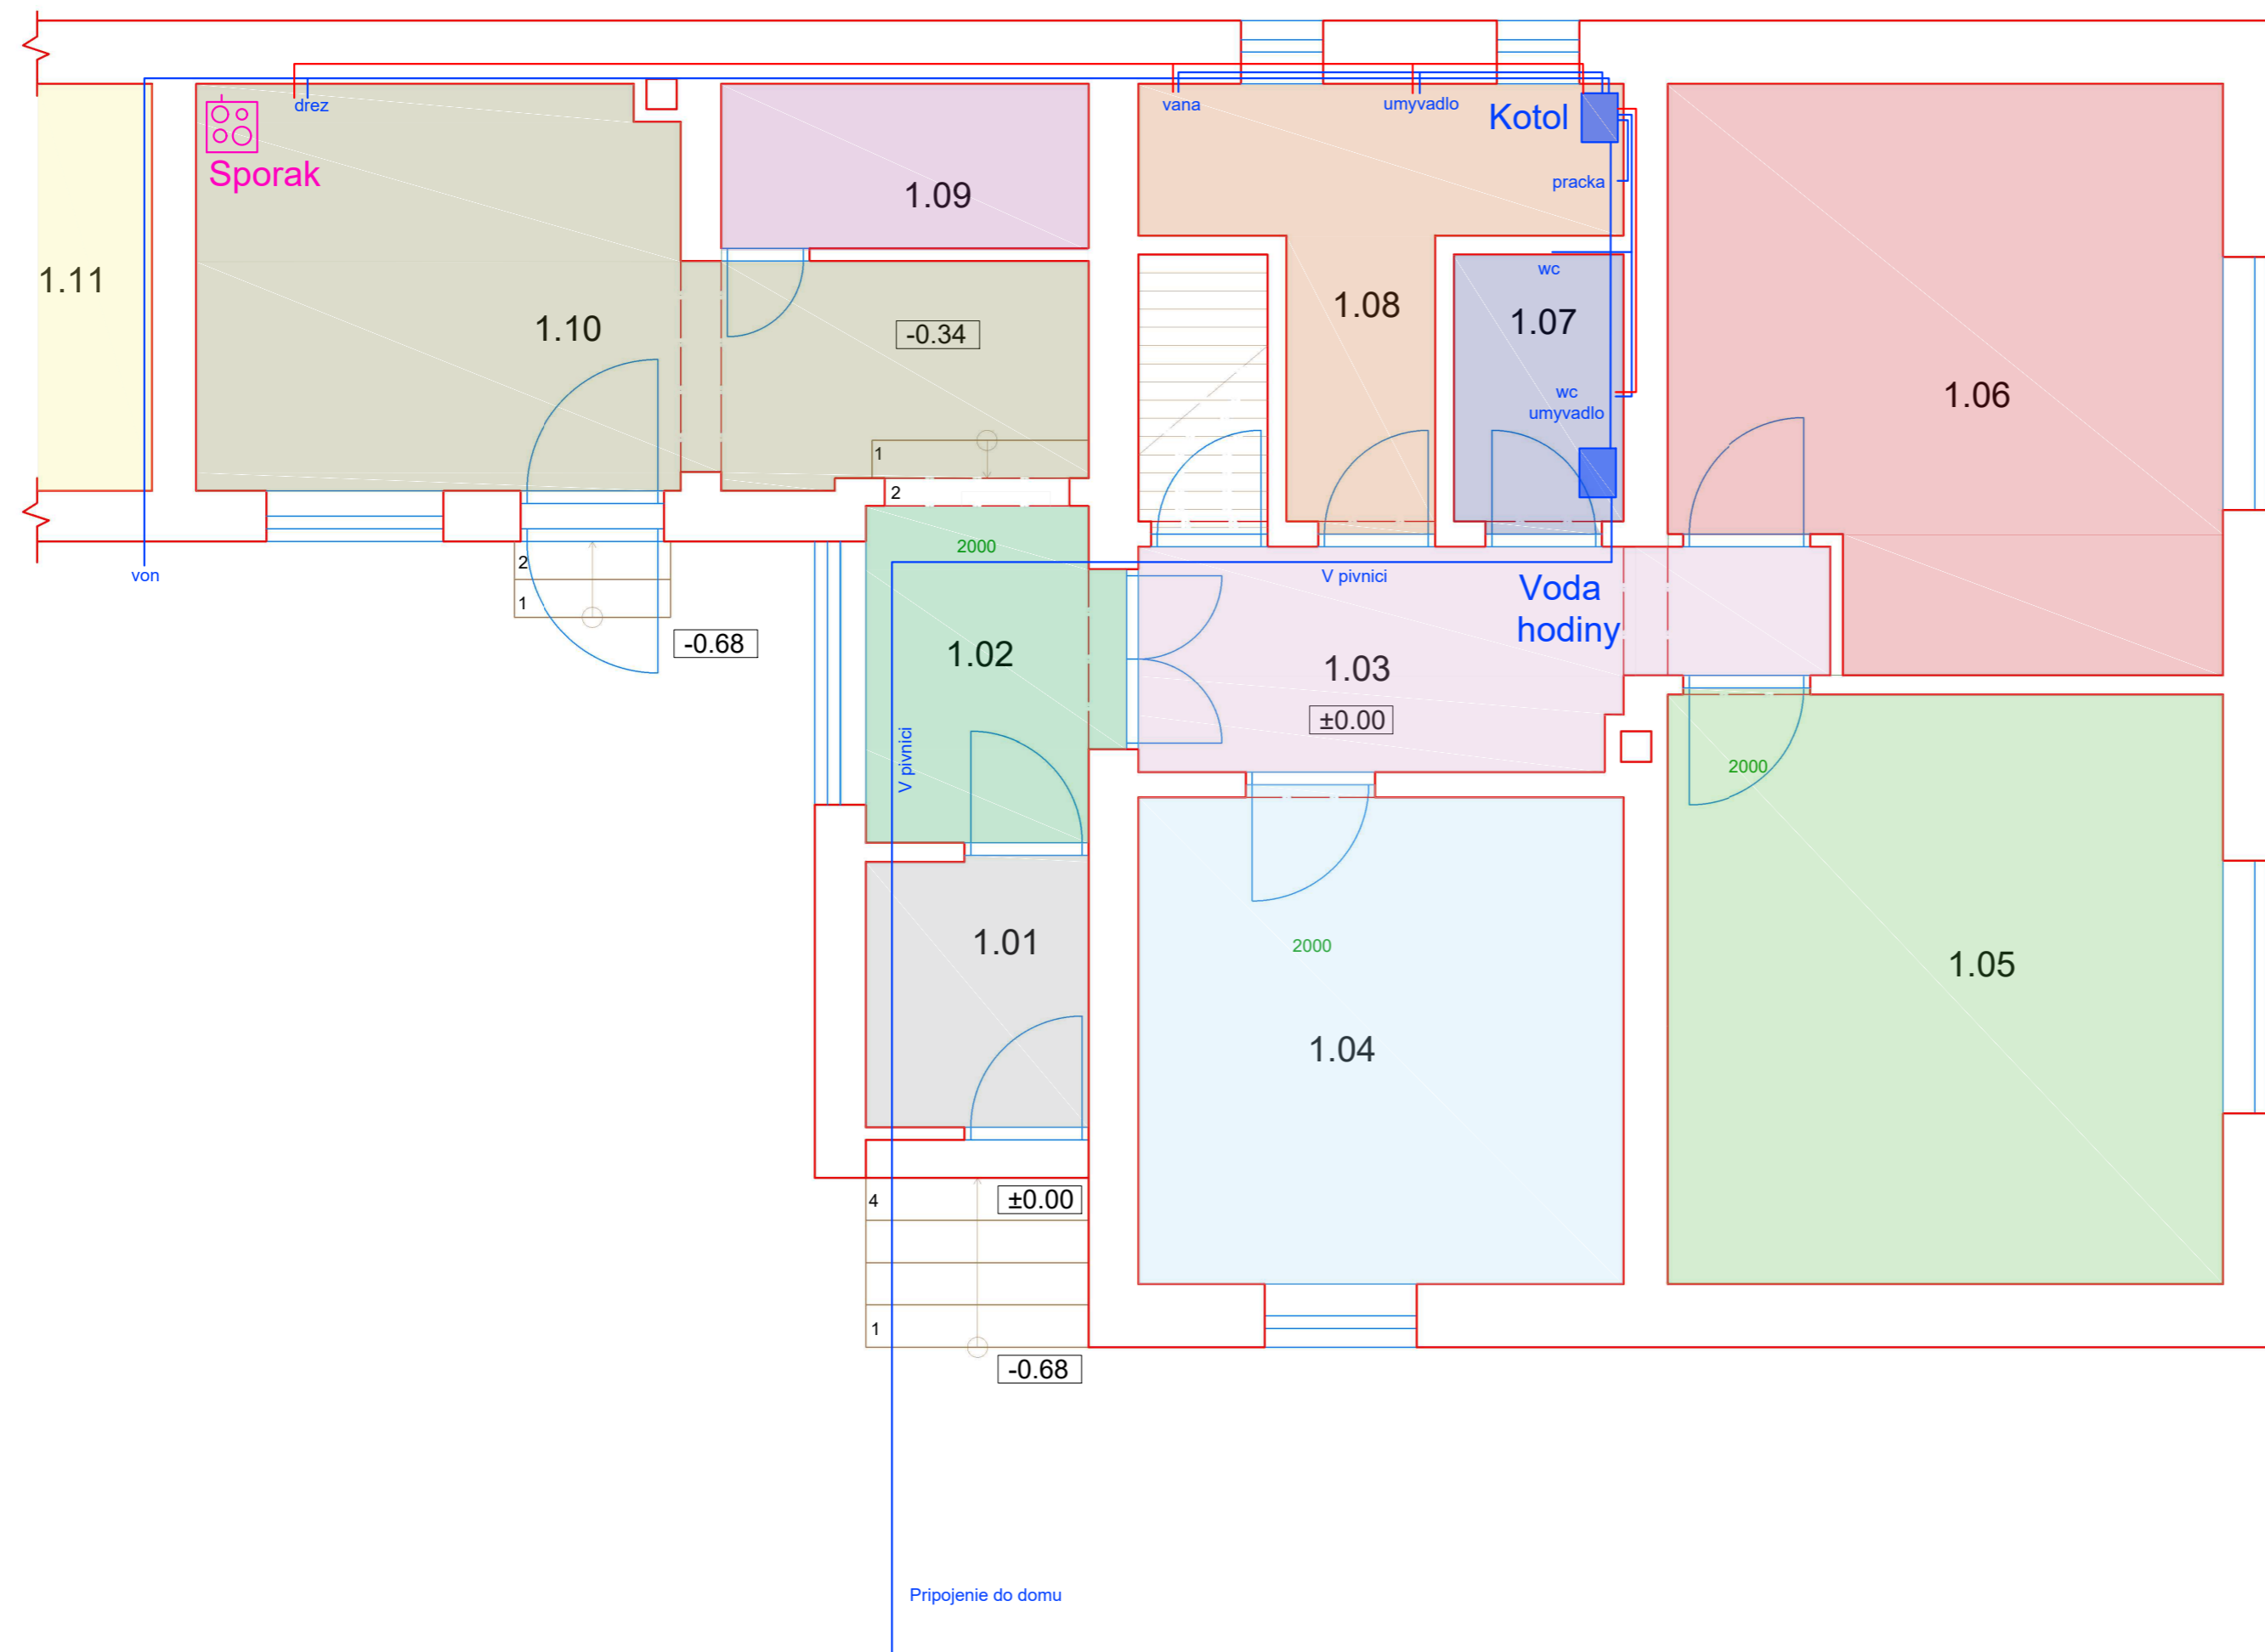 drez
vana
umyvadlo
Kotol
Sporak
pracka
1.09
1.11
wc
1.08
1.07
1.10
-0.34
wc
umyvadlo
1.06
1
2
2000
2
1
von
V pivnici
Voda
hodiny
-0.68
1.02
1.03
±0.00
V pivnici
2000
1.01
2000
1.05
1.04
4
±0.00
1
-0.68
Pripojenie do domu